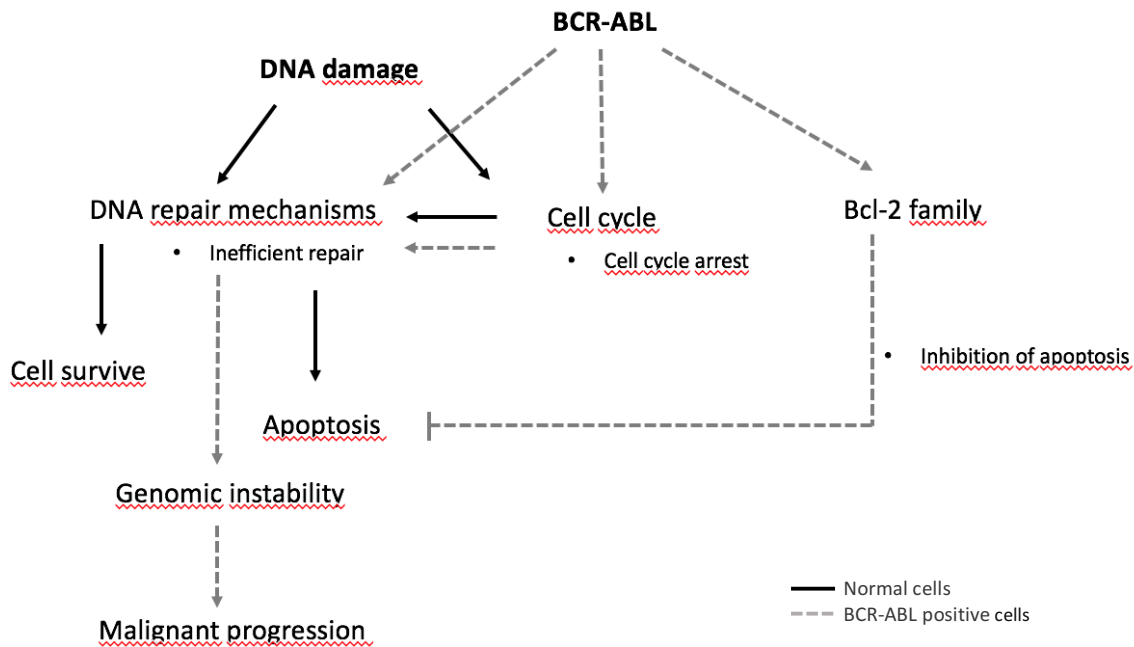 BCR-ABL
DNA damage
DNA repair mechanisms
• Inefficient repair
Cell cycle
• Cell cycle arrest
Bcl-2 family
• Inhibition of apoptosis
Cell survive
Apoptosis
Genomic instability
Malignant progression
Normal cells
BCR-ABL positive cells